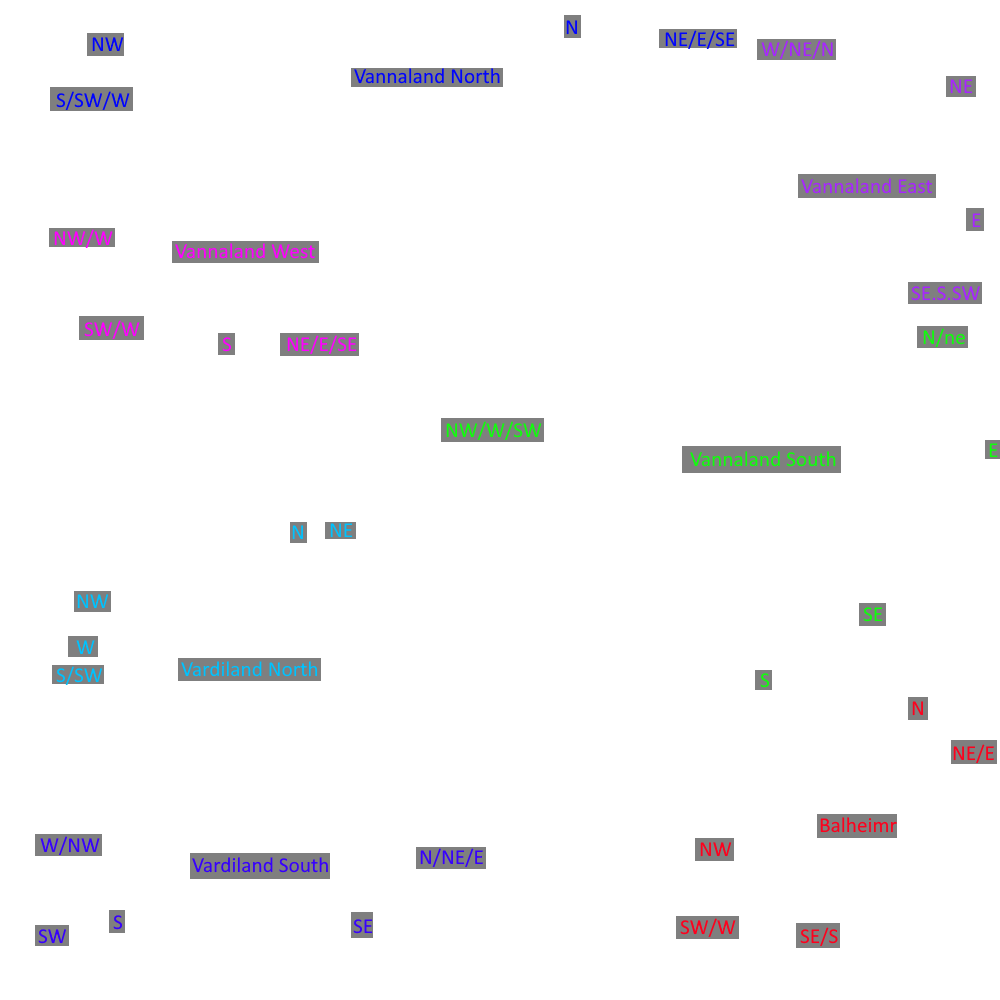 N
NW
NE/E/SE
W/NE/N
Vannaland North
NE
S/SW/W
Vannaland East
E
NW/W
Vannaland West
SE.S.SW
SW/W
N/ne
S
NE/E/SE
NW/W/SW
E
Vannaland South
N
NE
NW
SE
W
Vardiland North
S/SW
S
N
NE/E
Balheimr
W/NW
NW
N/NE/E
Vardiland South
S
SE
SW/W
SW
SE/S